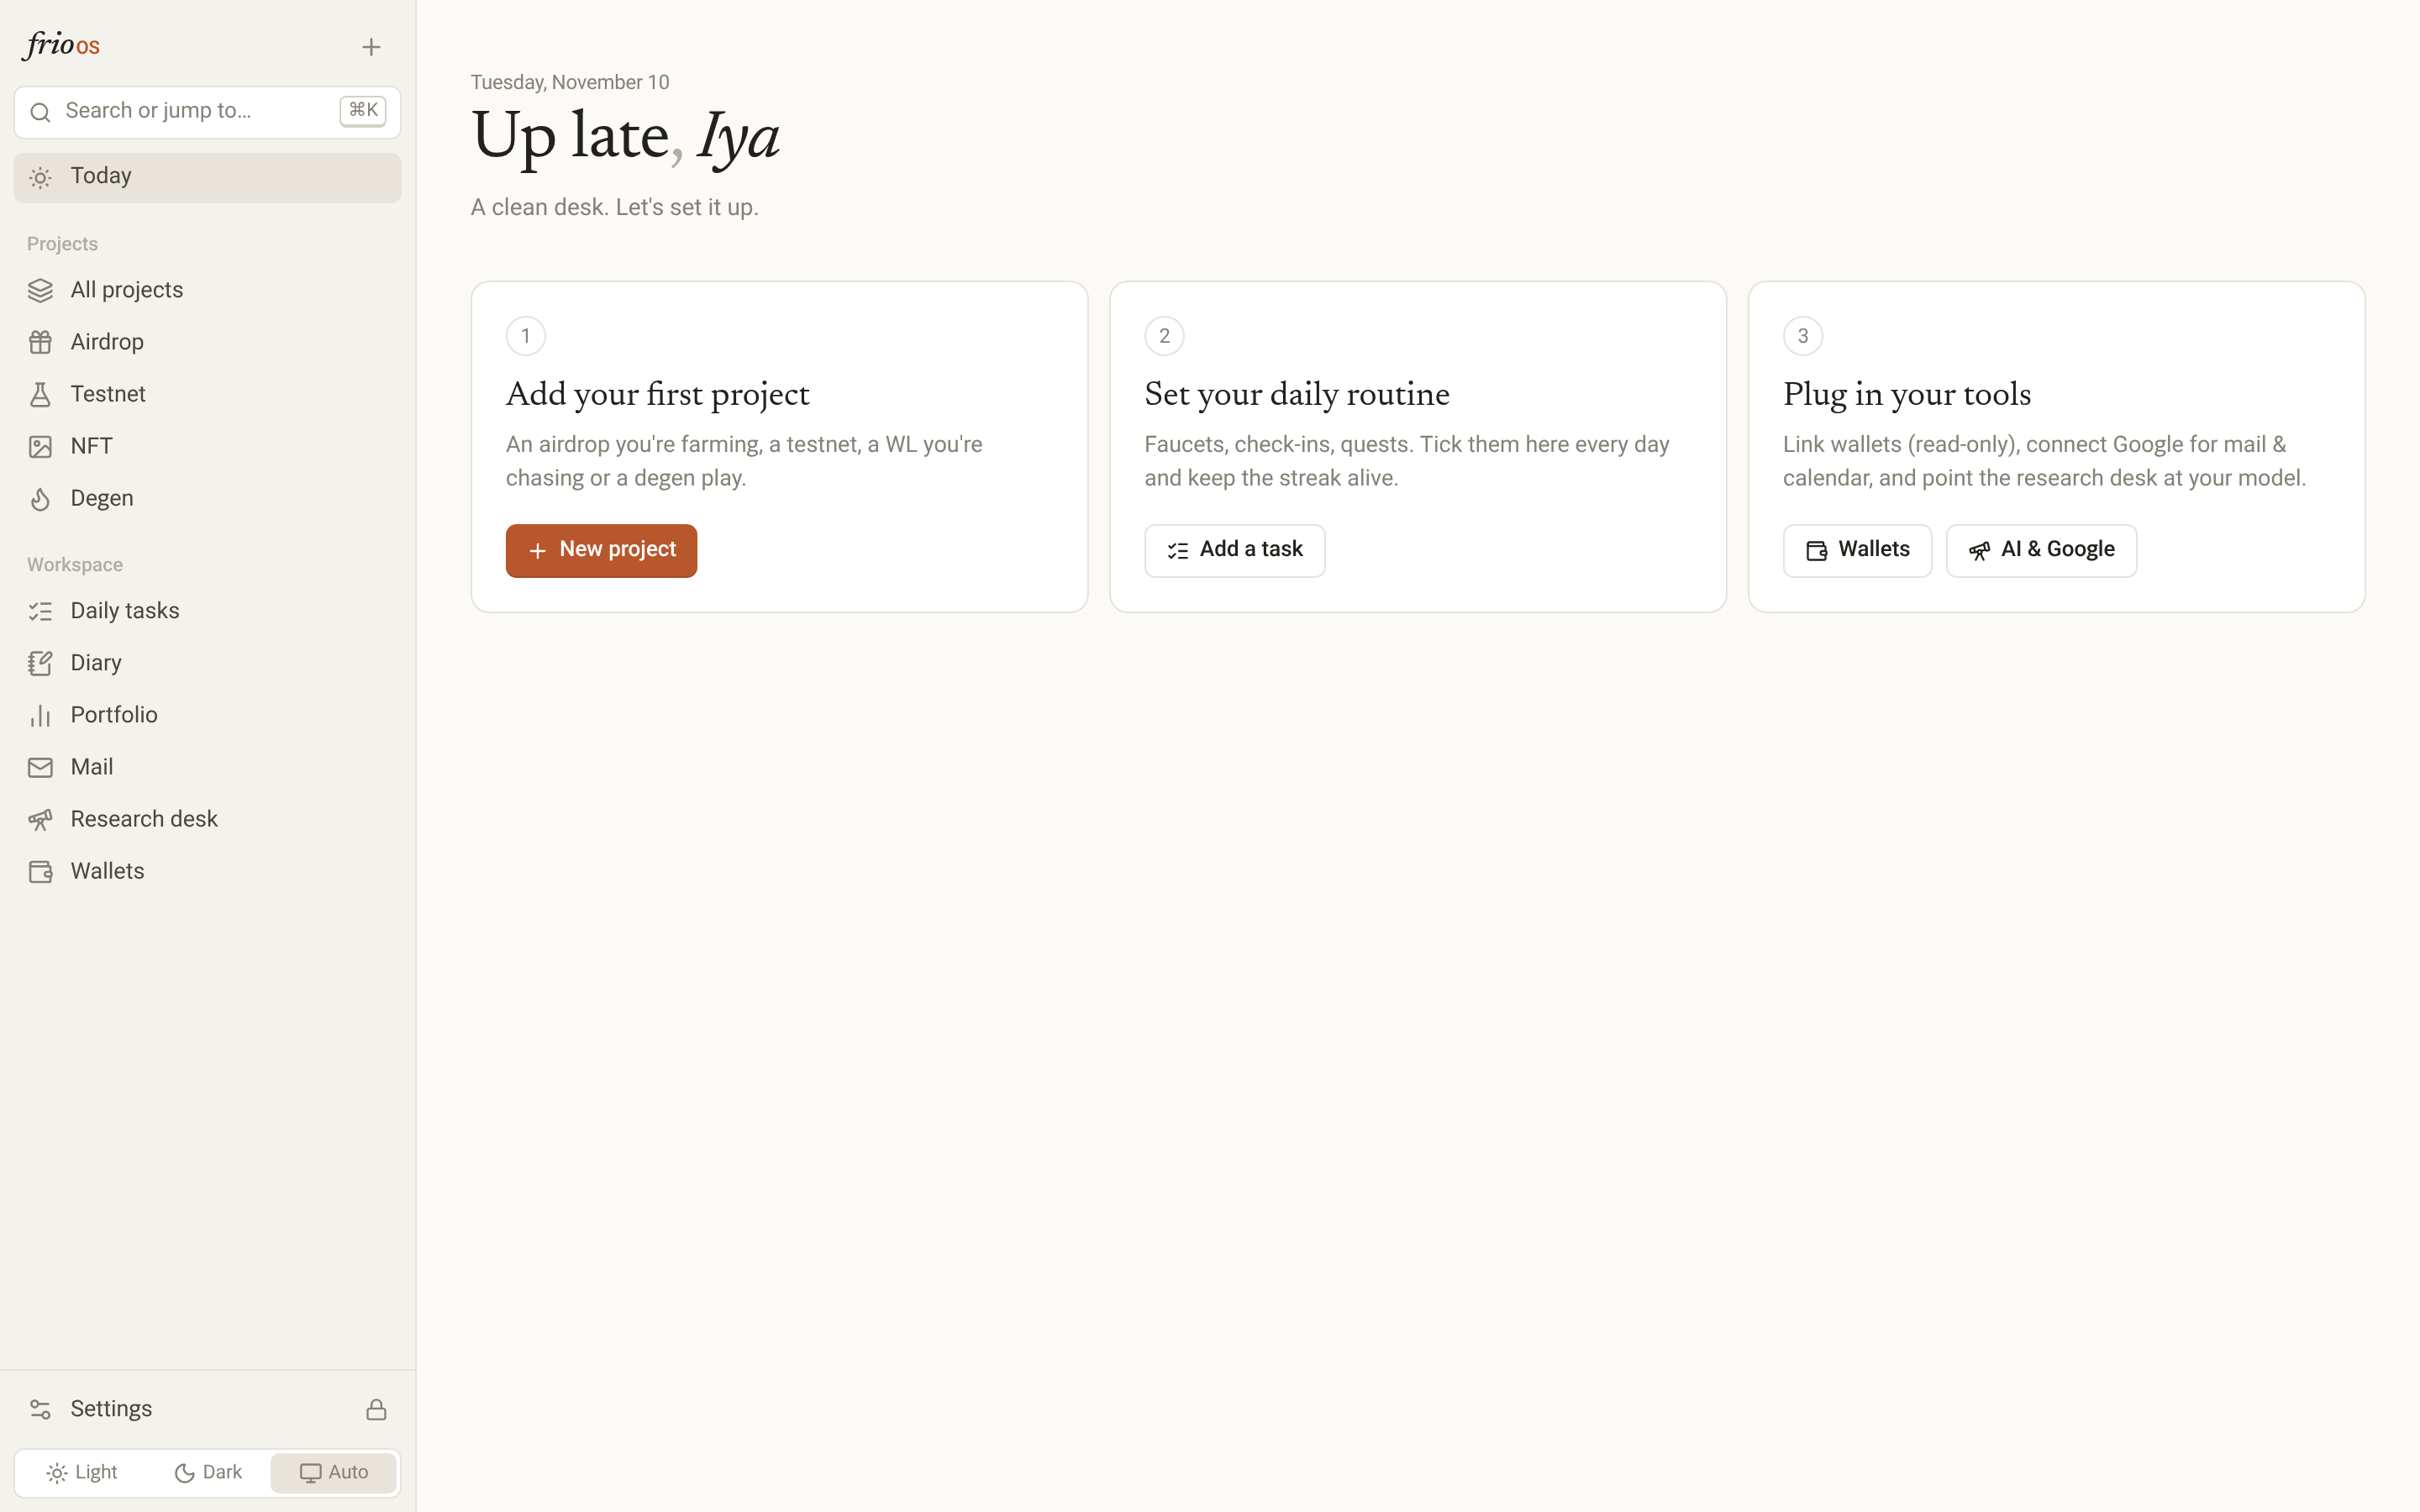 frio os
Search or jump to... ⌘K
Today
Projects
All projects
Airdrop
Testnet
NFT
Degen
Workspace
Daily tasks
Diary
Portfolio
Mail
Research desk
Wallets
Settings
Light Dark Auto
Tuesday, November 10
Up late, Iya
A clean desk. Let's set it up.
1
Add your first project
An airdrop you're farming, a testnet, a WL you're
chasing or a degen play.
New project
2
Set your daily routine
Faucets, check-ins, quests. Tick them here every day
and keep the streak alive.
Add a task
3
Plug in your tools
Link wallets (read-only), connect Google for mail &
calendar, and point the research desk at your model.
Wallets AI & Google